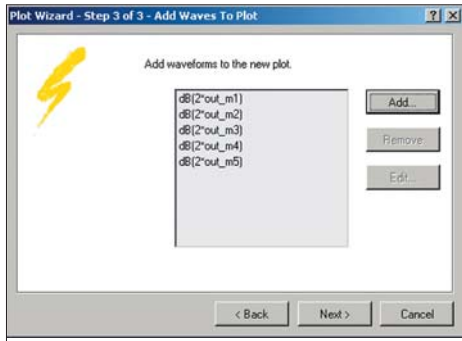 Plot Wizard - Step 3 of 3 - Add Waves To Plot
Add waveforms to the new plot.
dB(2*out_m1)
dB(2*out_m2)
dB(2*out_m3)
dB(2*out_m4)
dB(2*out_m5)
Add...
Remove
Edit...
< Back
Next >
Cancel